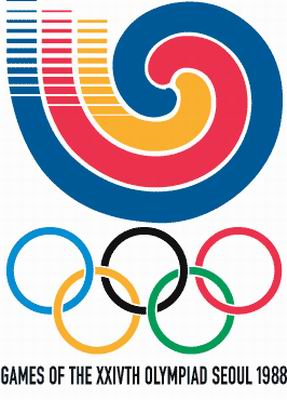 GAMES OF THE XXIVTH OLYMPIAD SEOUL 1988